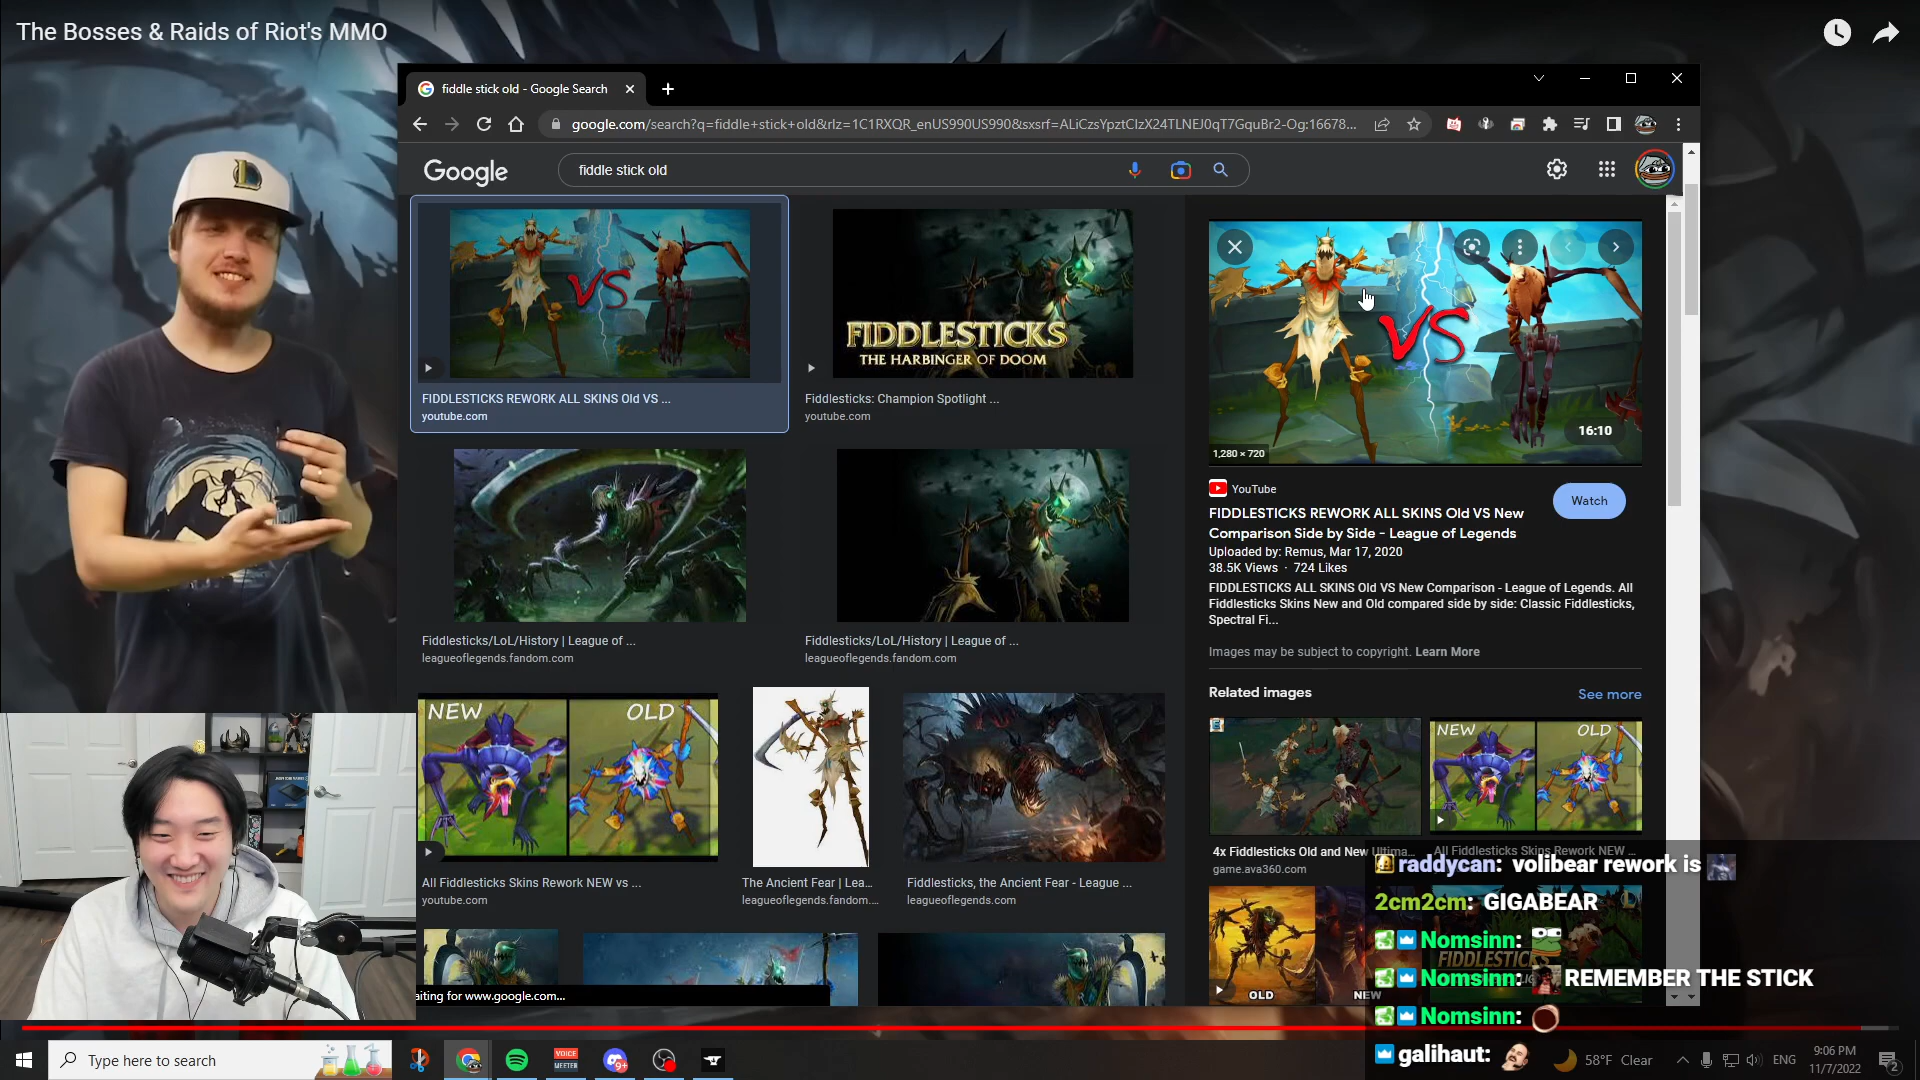 The Bosses & Raids of Riot's MMO
fiddle stick old - Google Search
google.com/search?q=fiddle+stick+old&rlz=1C1RXQR_enUS990US990&sxsrf=ALiCzsYpztClzX24TLNEJ0qT7GquBr2-Og:16678...
Google
fiddle stick old
VS
FIDDLESTICKS REWORK ALL SKINS Old VS ...
youtube.com
FIDDLESTICKS
THE HARBINGER OF DOOM
Fiddlesticks: Champion Spotlight ...
youtube.com
Fiddlesticks/LoL/History | League of ...
leagueoflegends.fandom.com
Fiddlesticks/LoL/History | League of ...
leagueoflegends.fandom.com
NEW
OLD
All Fiddlesticks Skins Rework NEW vs ...
youtube.com
The Ancient Fear | Lea...
leagueoflegends.fandom....
Fiddlesticks, the Ancient Fear - League ...
leagueoflegends.com
aiting for www.google.com...
VS
16:10
1,280 × 720
YouTube
FIDDLESTICKS REWORK ALL SKINS Old VS New
Comparison Side by Side - League of Legends
Watch
Uploaded by: Remus, Mar 17, 2020
38.5K Views · 724 Likes
FIDDLESTICKS ALL SKINS Old VS New Comparison - League of Legends. All
Fiddlesticks Skins New and Old compared side by side: Classic Fiddlesticks,
Spectral Fi...
Images may be subject to copyright. Learn More
Related images
See more
NEW
OLD
4x Fiddlesticks Old and New Ultima...
game.ava360.com
All Fiddlesticks Skins Rework NEW ...
OLD
NEW
FIDDLESTICKS
raddycan: volibear rework is
2cm2cm: GIGABEAR
Nomsinn:
Nomsinn: REMEMBER THE STICK
Nomsinn:
galihaut:
Type here to search
VOICE
MEETER
9+
58°F Clear
ENG
9:06 PM
11/7/2022
2